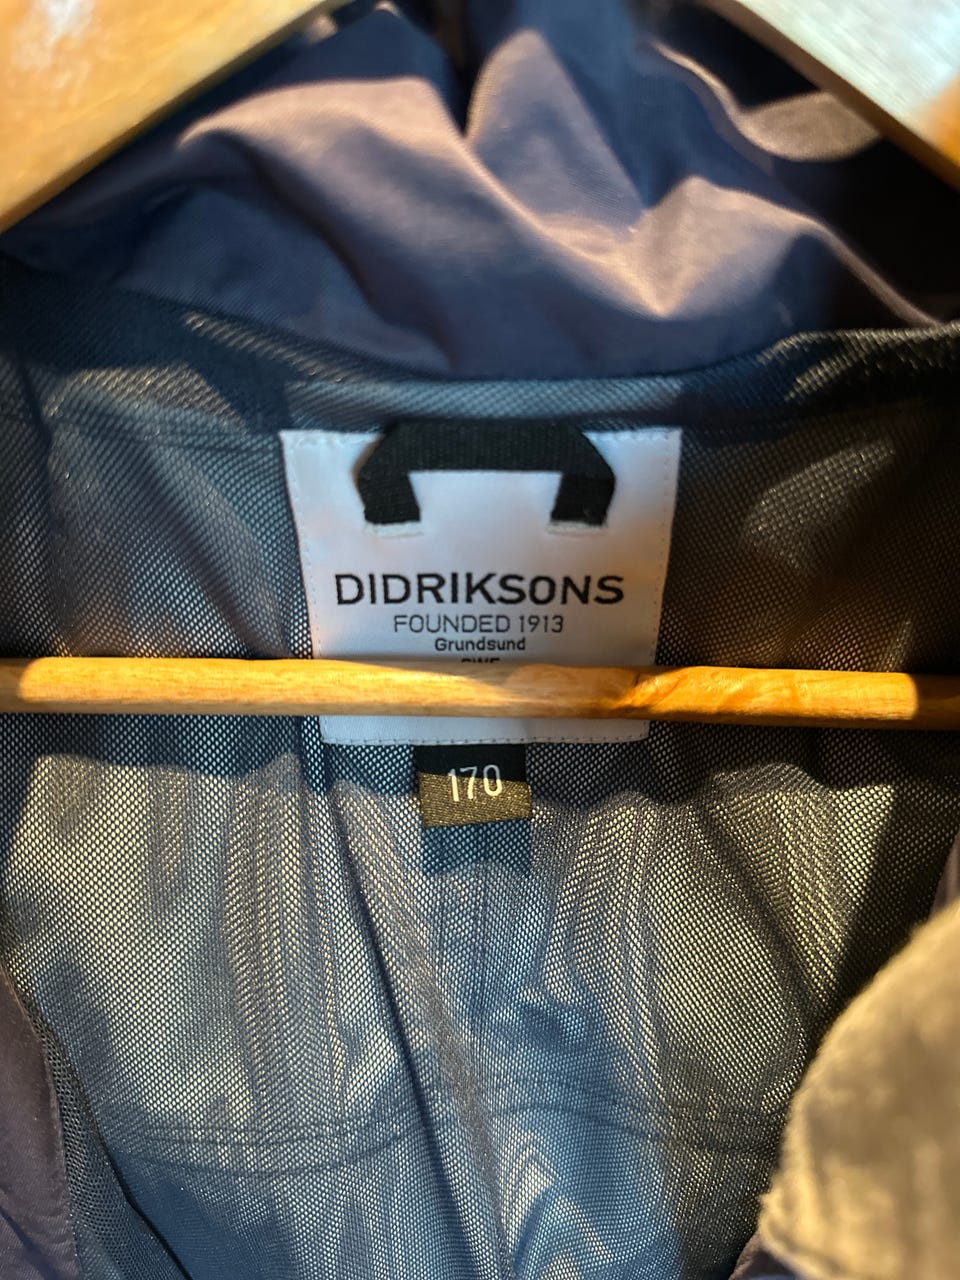 DIDRIKSONS
FOUNDED 1913
Grundsund
170